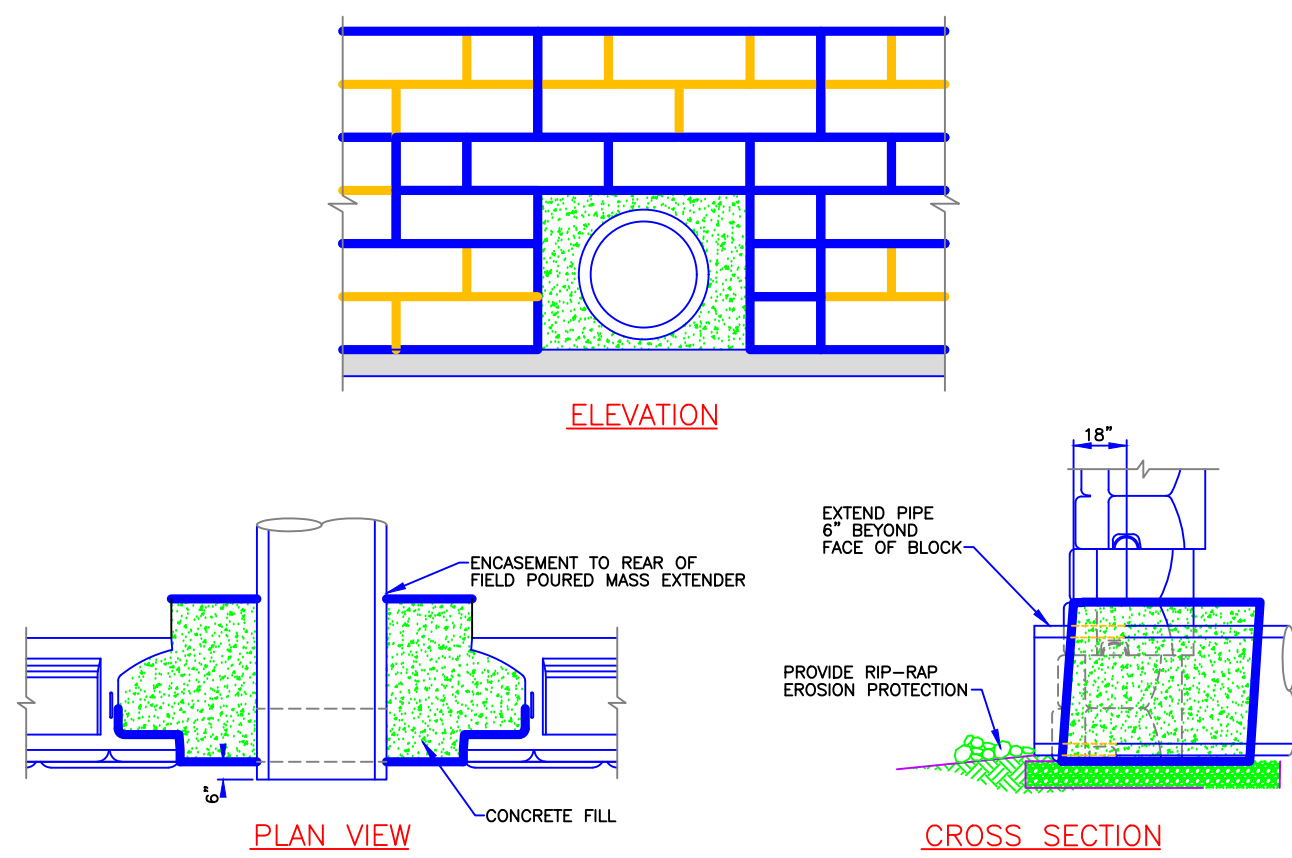 ELEVATION
18”
EXTEND PIPE
6” BEYOND
FACE OF BLOCK
ENCASEMENT TO REAR OF
FIELD POURED MASS EXTENDER
PROVIDE RIP-RAP
EROSION PROTECTION
6”
CONCRETE FILL
PLAN VIEW
CROSS SECTION